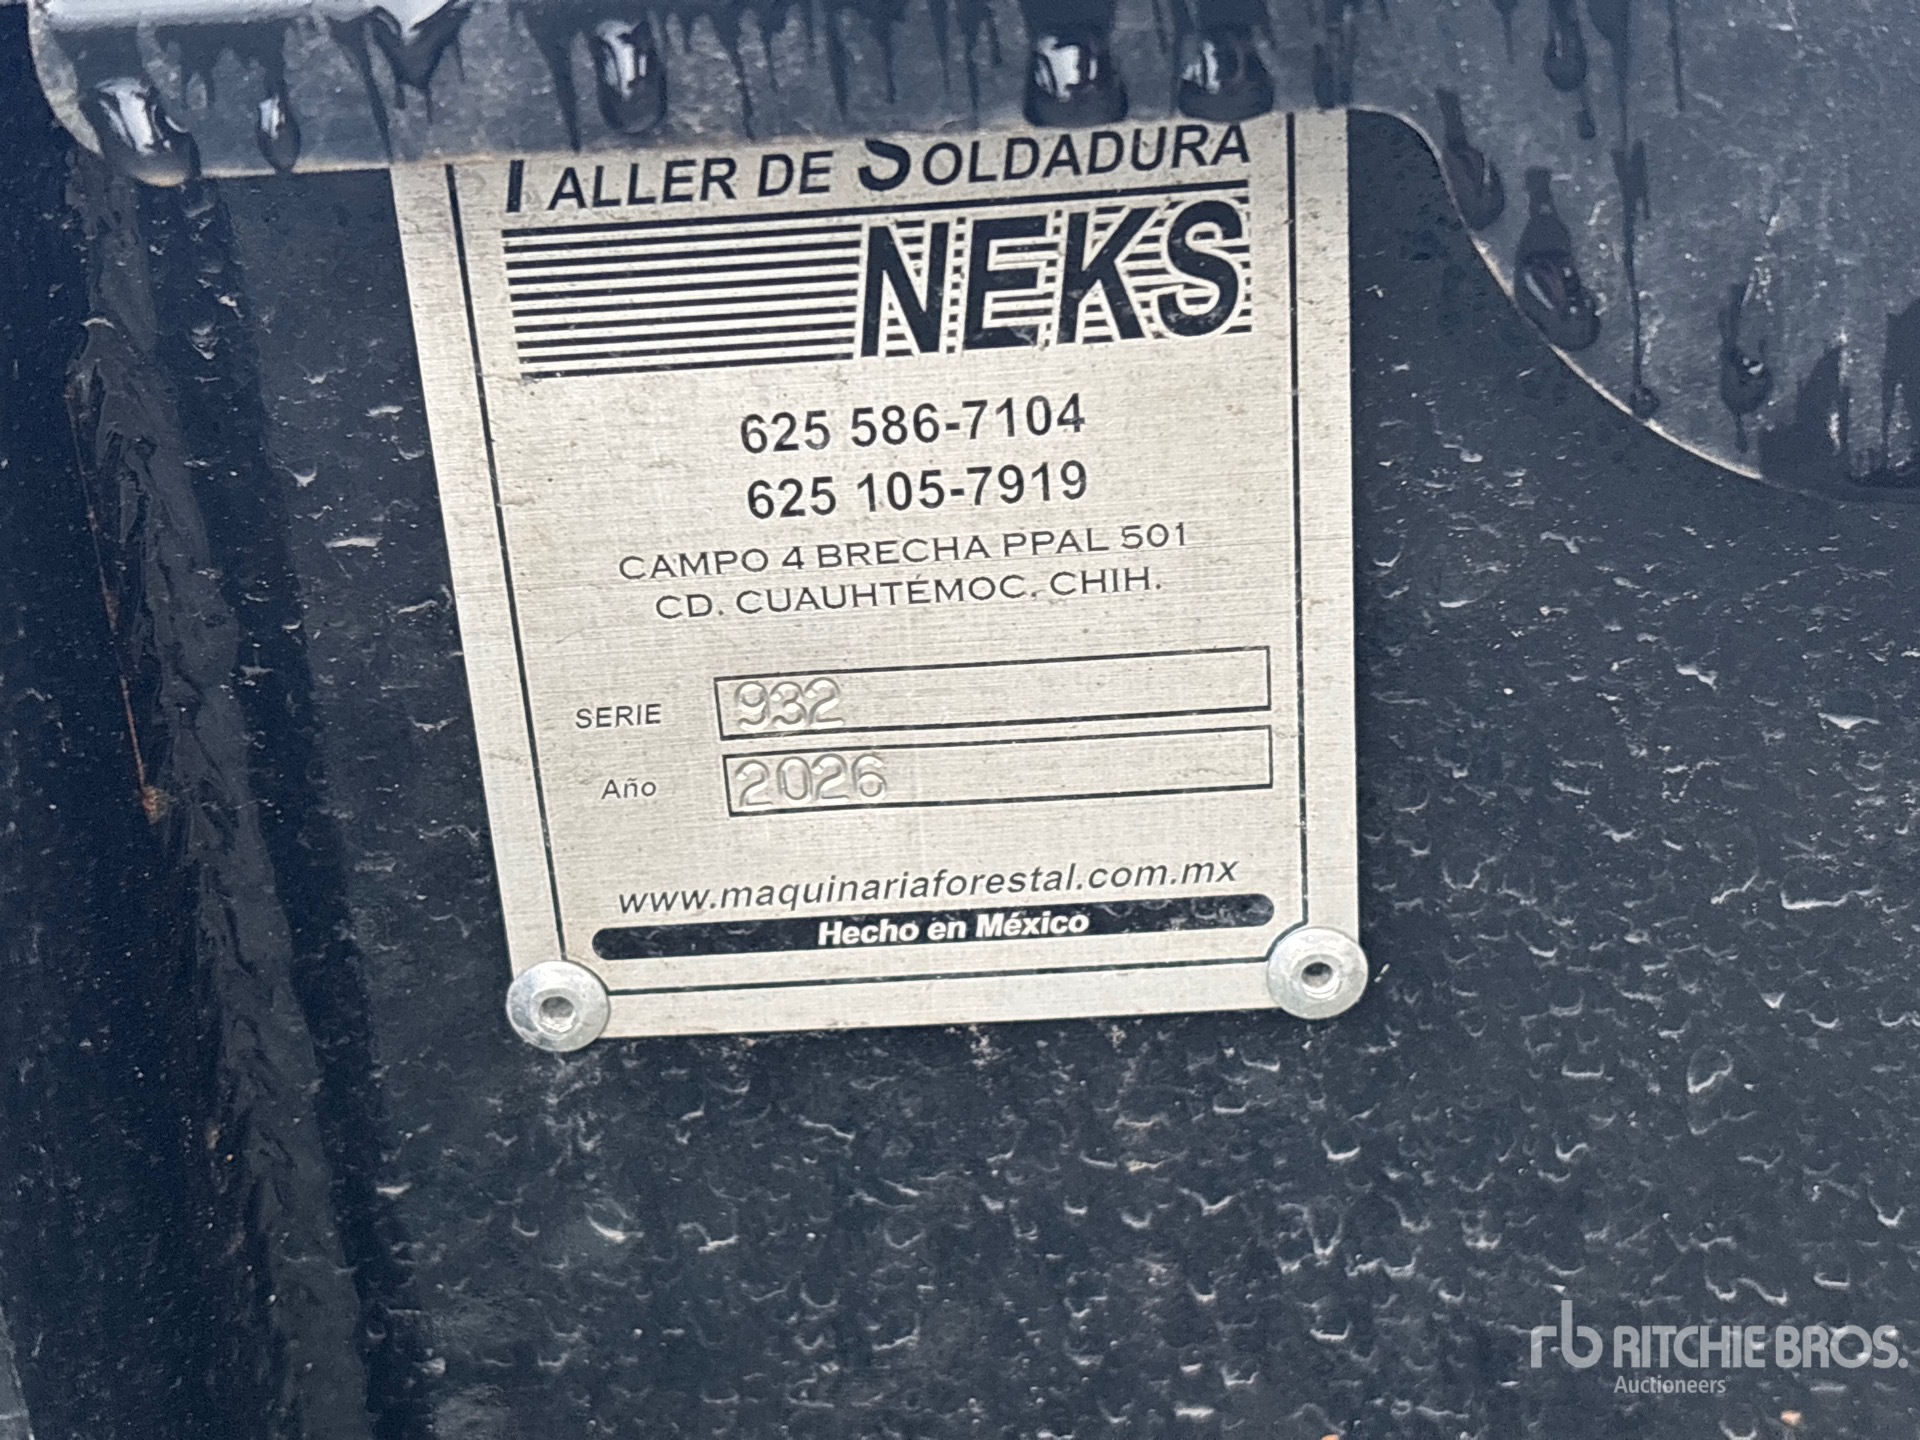 TALLER DE SOLDADURA
NEKS
625 586-7104
625 105-7919
CAMPO 4 BRECHA PPAL 501
CD. CUAUHTÉMOC, CHIH.
SERIE 932
Año 2026
www.maquinariaforestal.com.mx
Hecho en México
rb RITCHIE BROS.
Auctioneers